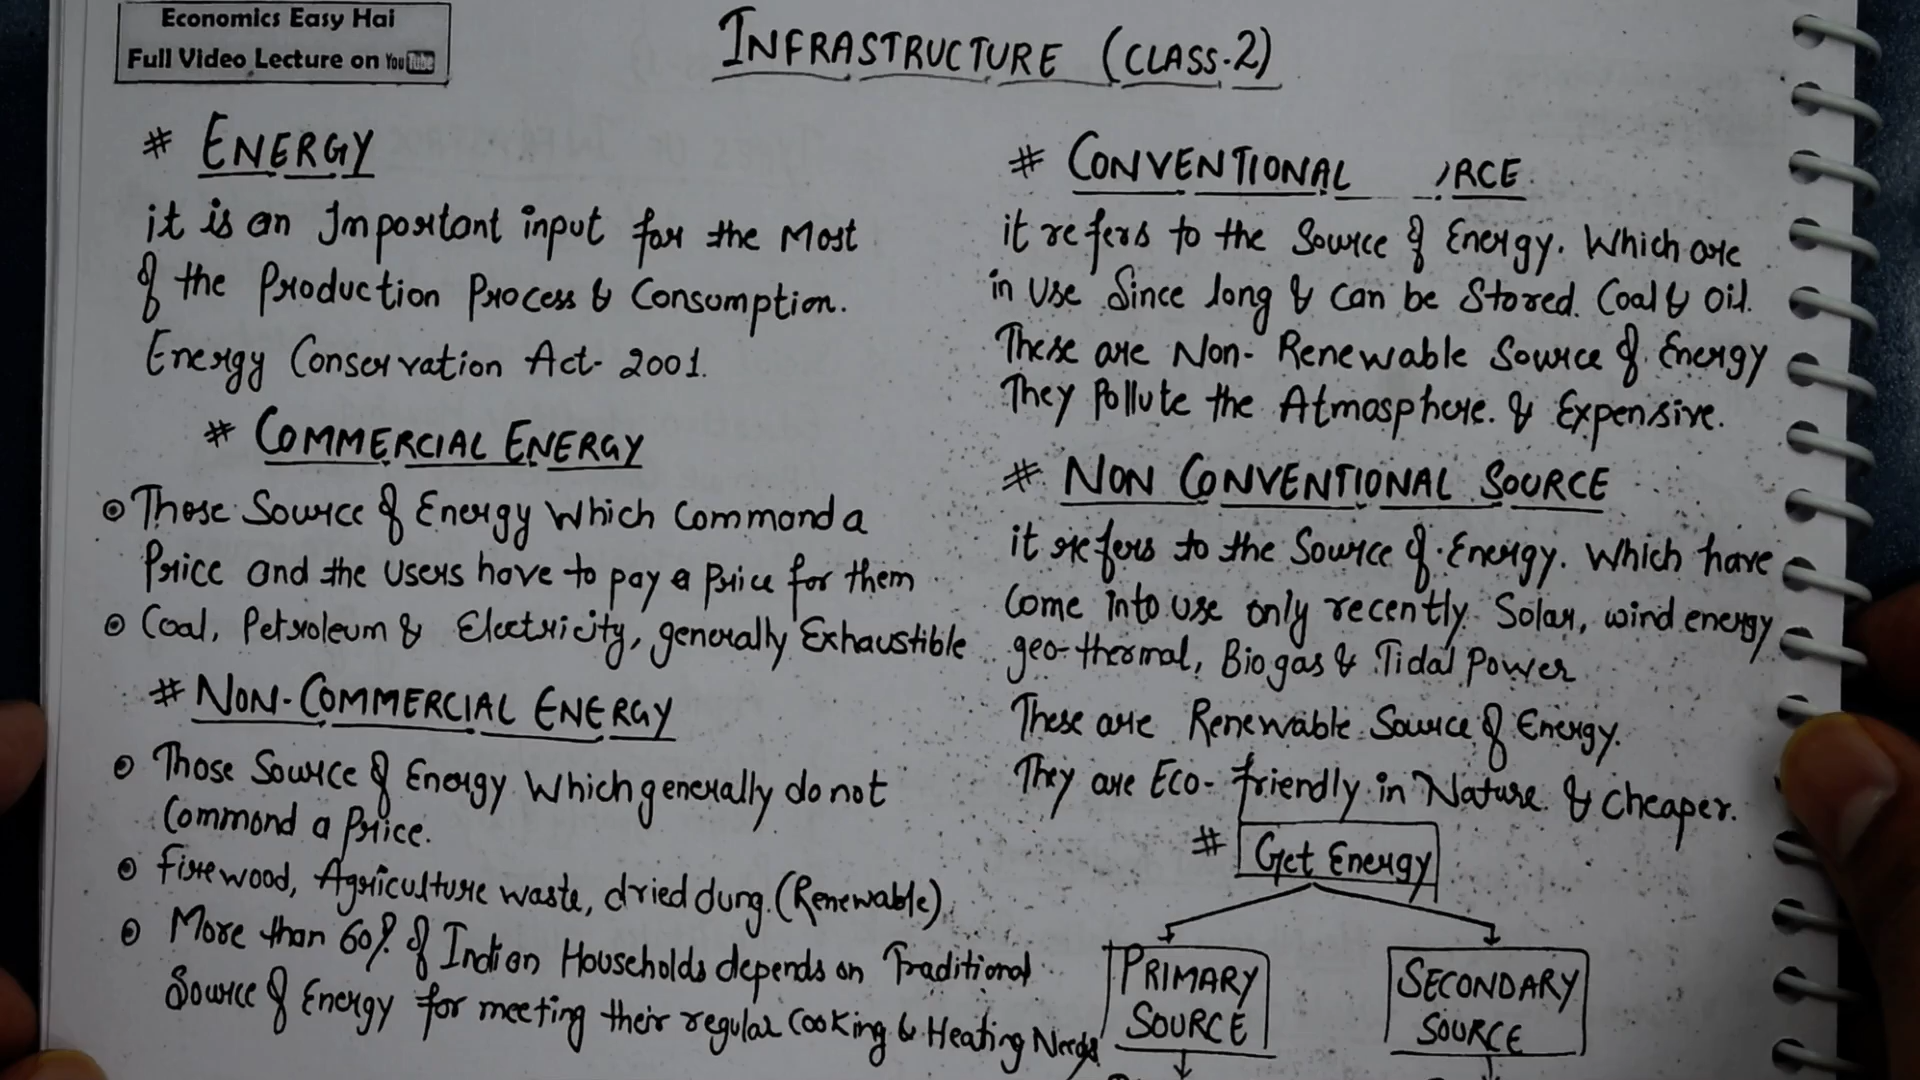 Economics Easy Hai
Full Video Lecture on YouTube
INFRASTRUCTURE (CLASS.2)
# ENERGY
it is an Important input for the Most
of the Production Process & Consumption.
Energy Conservation Act- 2001.
# COMMERCIAL ENERGY
Those Source of Energy Which Command a
Price and the users have to pay a Price for them
Coal, Petroleum & Electricity, generally Exhaustible
# NON-COMMERCIAL ENERGY
Those Source of Energy Which generally do not
Command a Price.
Firewood, Agriculture waste, dried dung. (Renewable)
More than 60% of Indian Households depends on Traditional
Source of Energy for meeting their regular Cooking & Heating Needs
# CONVENTIONAL RCE
it refers to the Source of Energy. Which are
in Use Since long & can be Stored. Coal & Oil.
These are Non-Renewable Source of Energy
They Pollute the Atmosphere. & Expensive.
# NON CONVENTIONAL SOURCE
it refers to the Source of Energy. Which have
Come into use only recently. Solar, wind energy
geo-thermal, Bio gas & Tidal Power
These are Renewable Source of Energy.
They are Eco-friendly in Nature & Cheaper.
# Get Energy
PRIMARY SOURCE
SECONDARY SOURCE